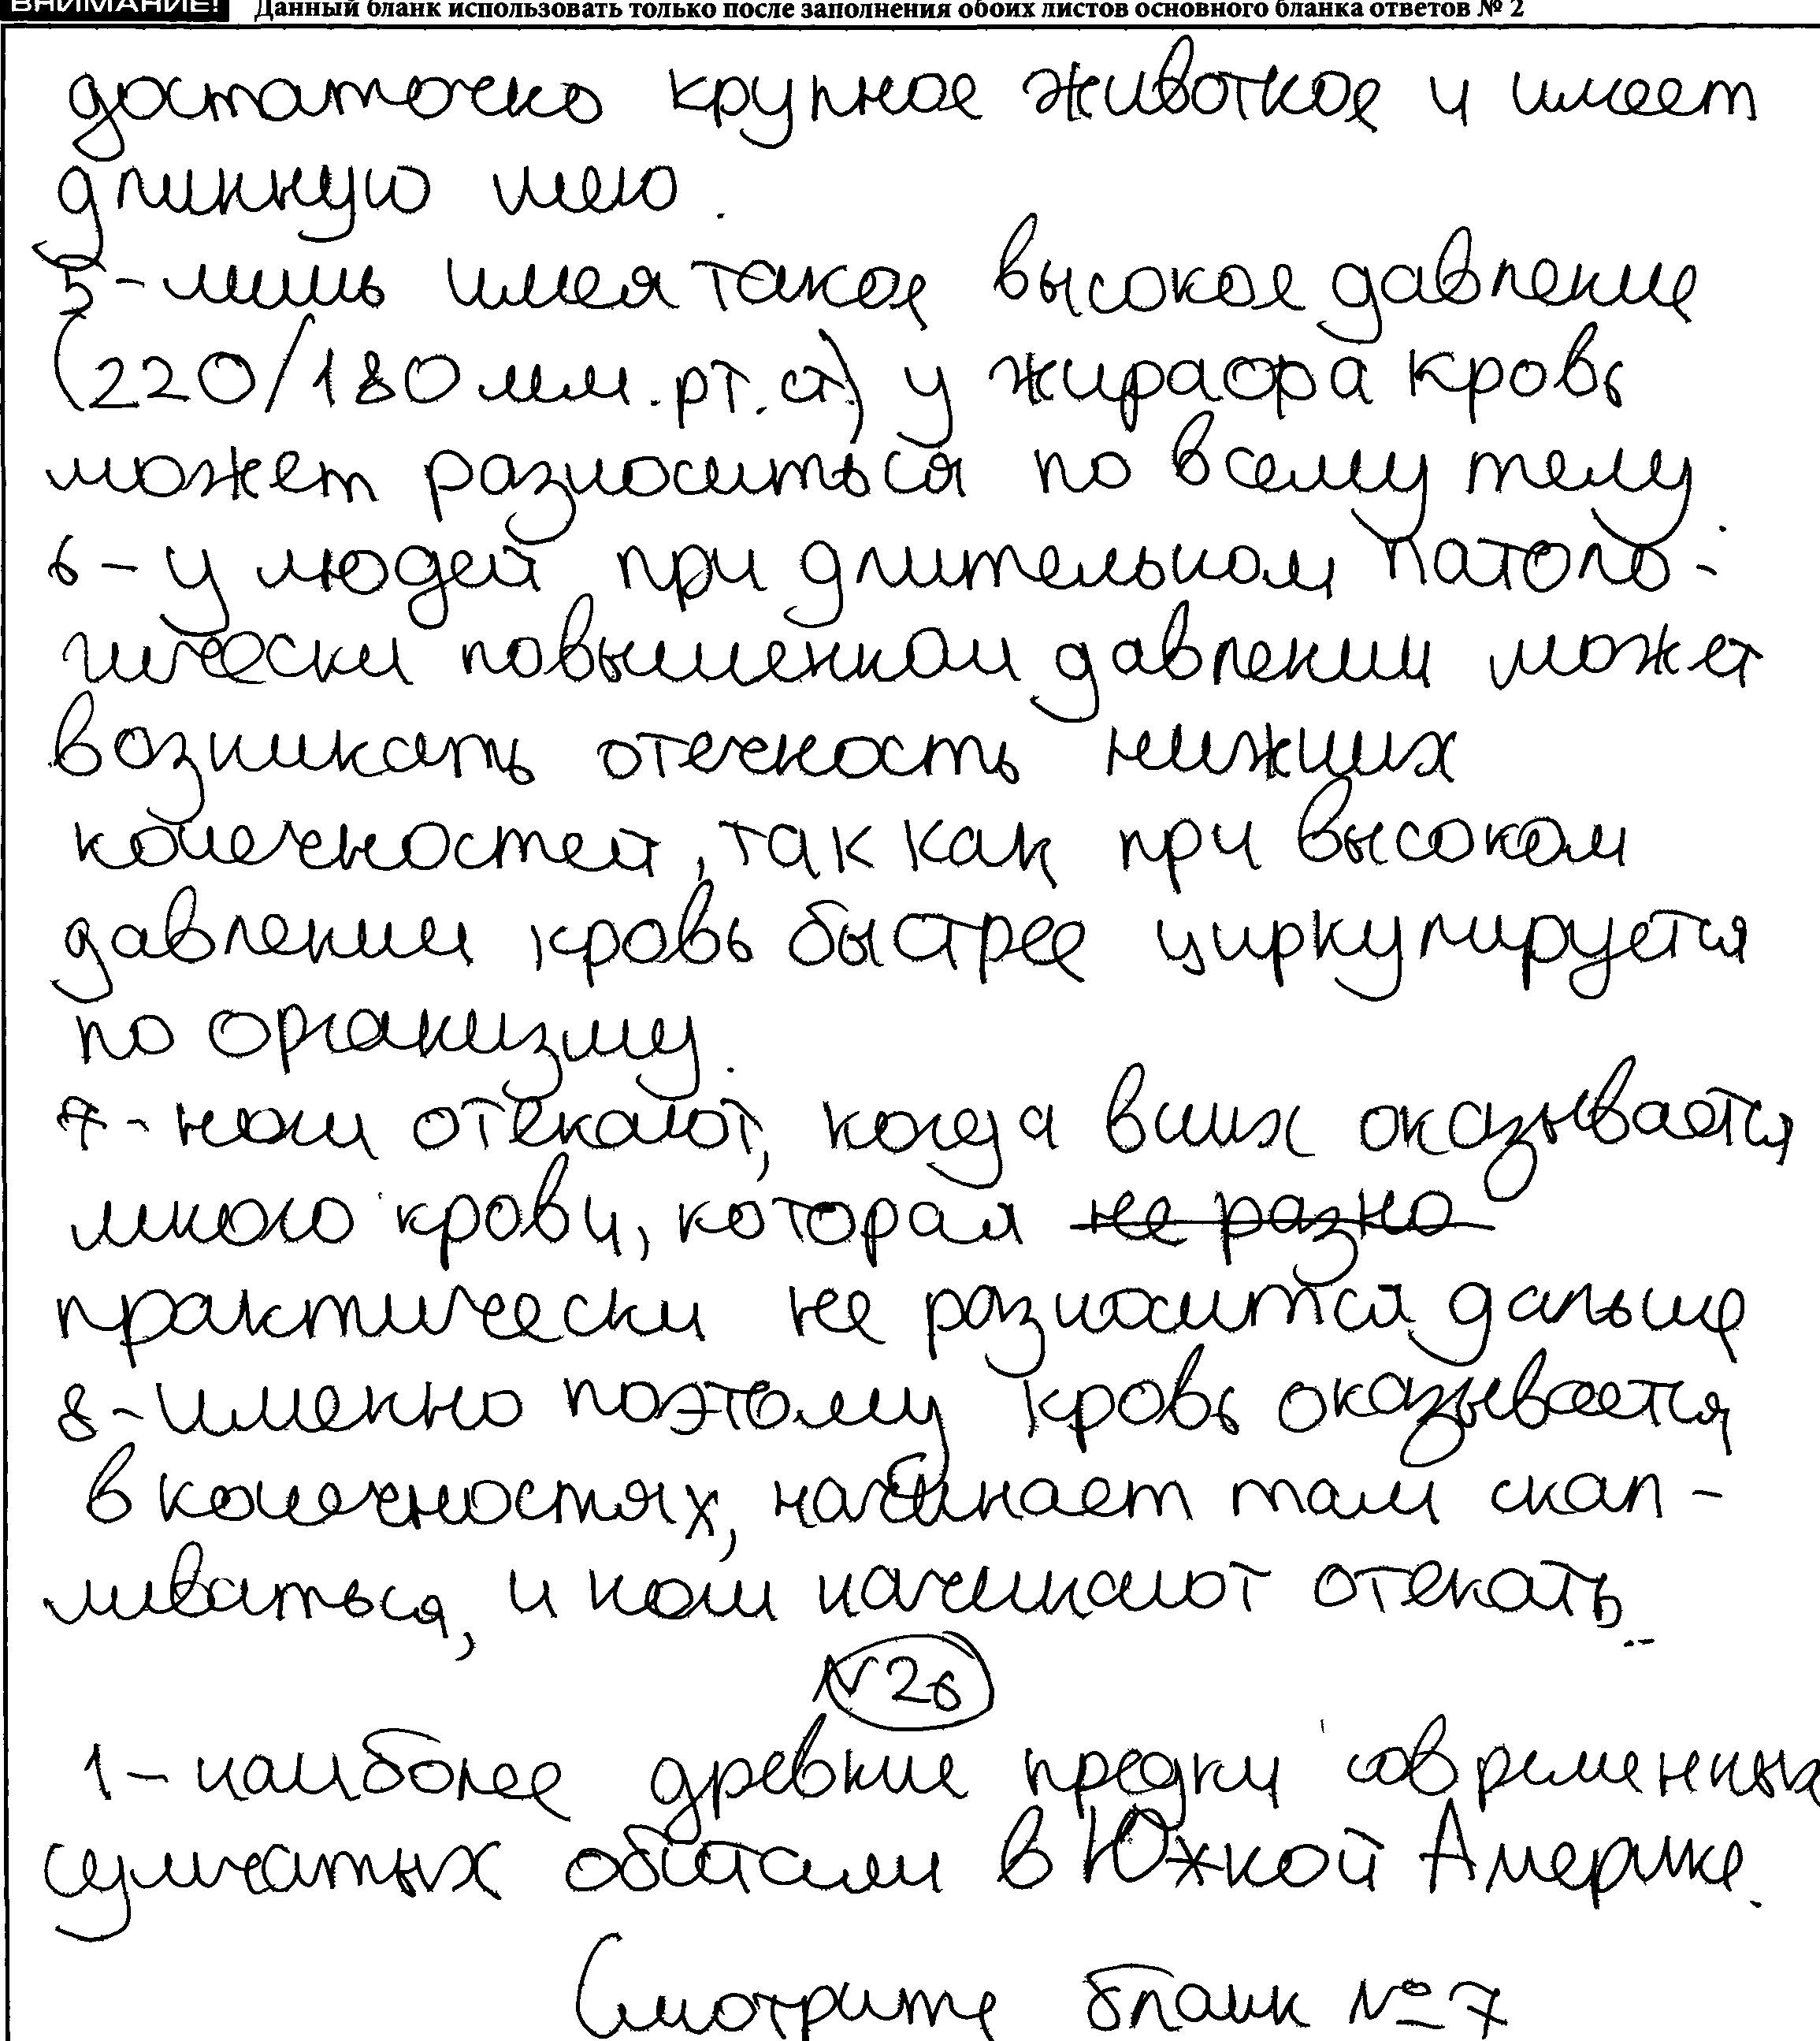 ВНИМАНИЕ! Данный бланк использовать только после заполнения обоих листов основного бланка ответов № 2
достаточно крупное животное и имеет
длинную шею.
5 - лишь имея такое высокое давление
(220/180 мм.рт.ст.) у жирафа кровь
может разноситься по всему телу.
6 - у людей при длительном патоло-
гически повышенном давлении может
возникать отечность нижних
конечностей, так как при высоком
давлении кровь быстрее циркулируется
по организму.
7 - ноги отекают, когда в них оказывается
много крови, которая не разно
практически не разносится дальше
8 - именно поэтому кровь оказывается
в конечностях, начинает там скап-
ливаться, и ноги начинают отекать.
№26
1 - наиболее древние предки современных
сумчатых обитали в Южной Америке.
Смотрите бланк №7